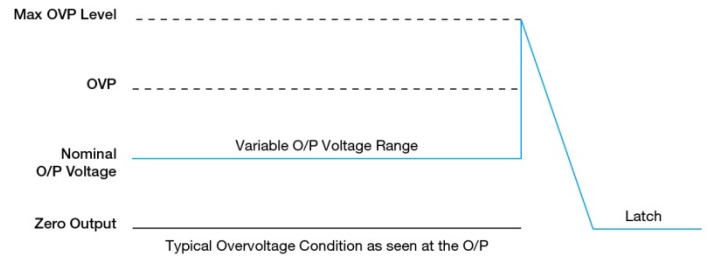 Max OVP Level
OVP
Variable O/P Voltage Range
Nominal
O/P Voltage
Latch
Zero Output
Typical Overvoltage Condition as seen at the O/P